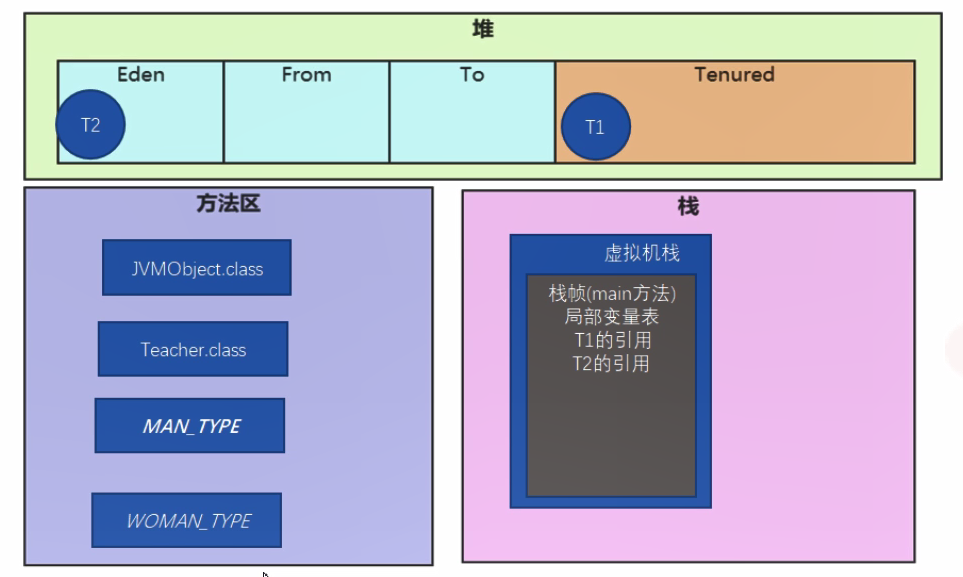 堆
Eden
From
To
Tenured
T2
T1
方法区
JVMObject.class
Teacher.class
MAN_TYPE
WOMAN_TYPE
栈
虚拟机栈
栈帧(main方法)
局部变量表
T1的引用
T2的引用